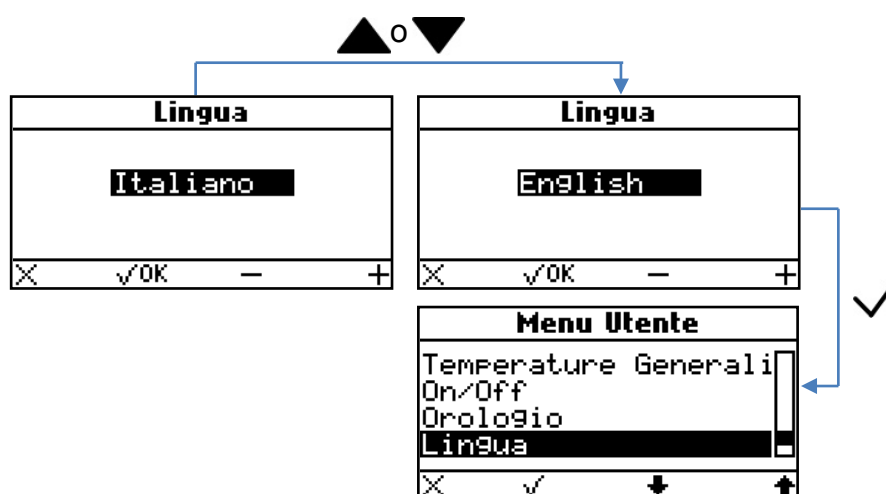 o
Lingua
Italiano
OK
Lingua
English
OK
Menu Utente
Temperature Generali
On/Off
Orologio
Lingua